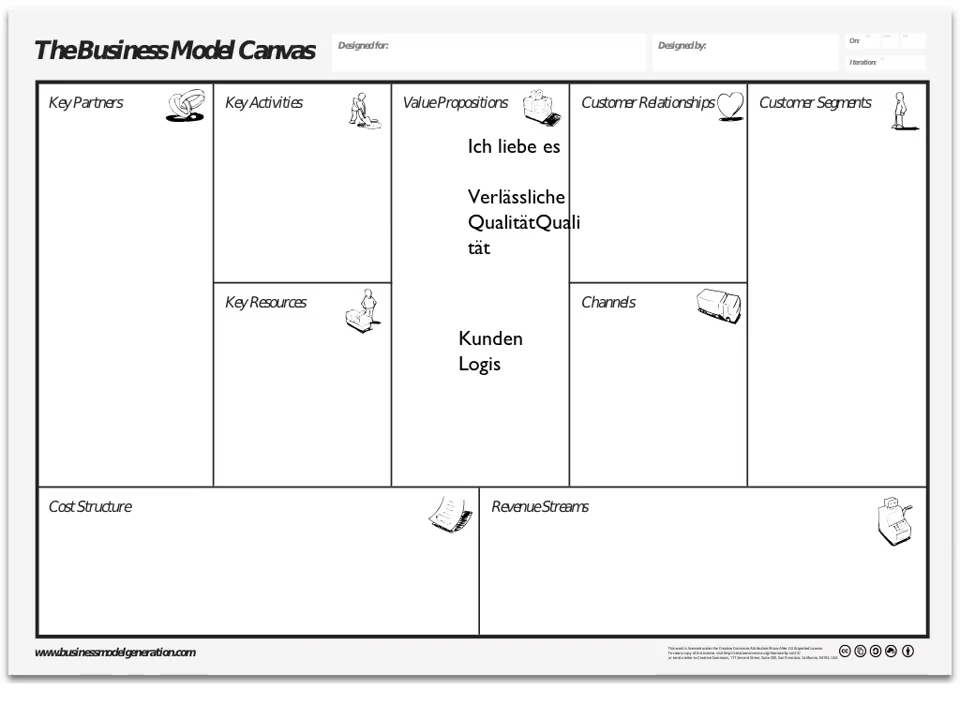 The Business Model Canvas
Designed for:
Designed by:
On:
Iteration:
Key Partners
Key Activities
Value Propositions
Customer Relationships
Customer Segments
Ich liebe es
Verlässliche
QualitätQuali
tät
Key Resources
Channels
Kunden
Logis
Cost Structure
Revenue Streams
www.businessmodelgeneration.com